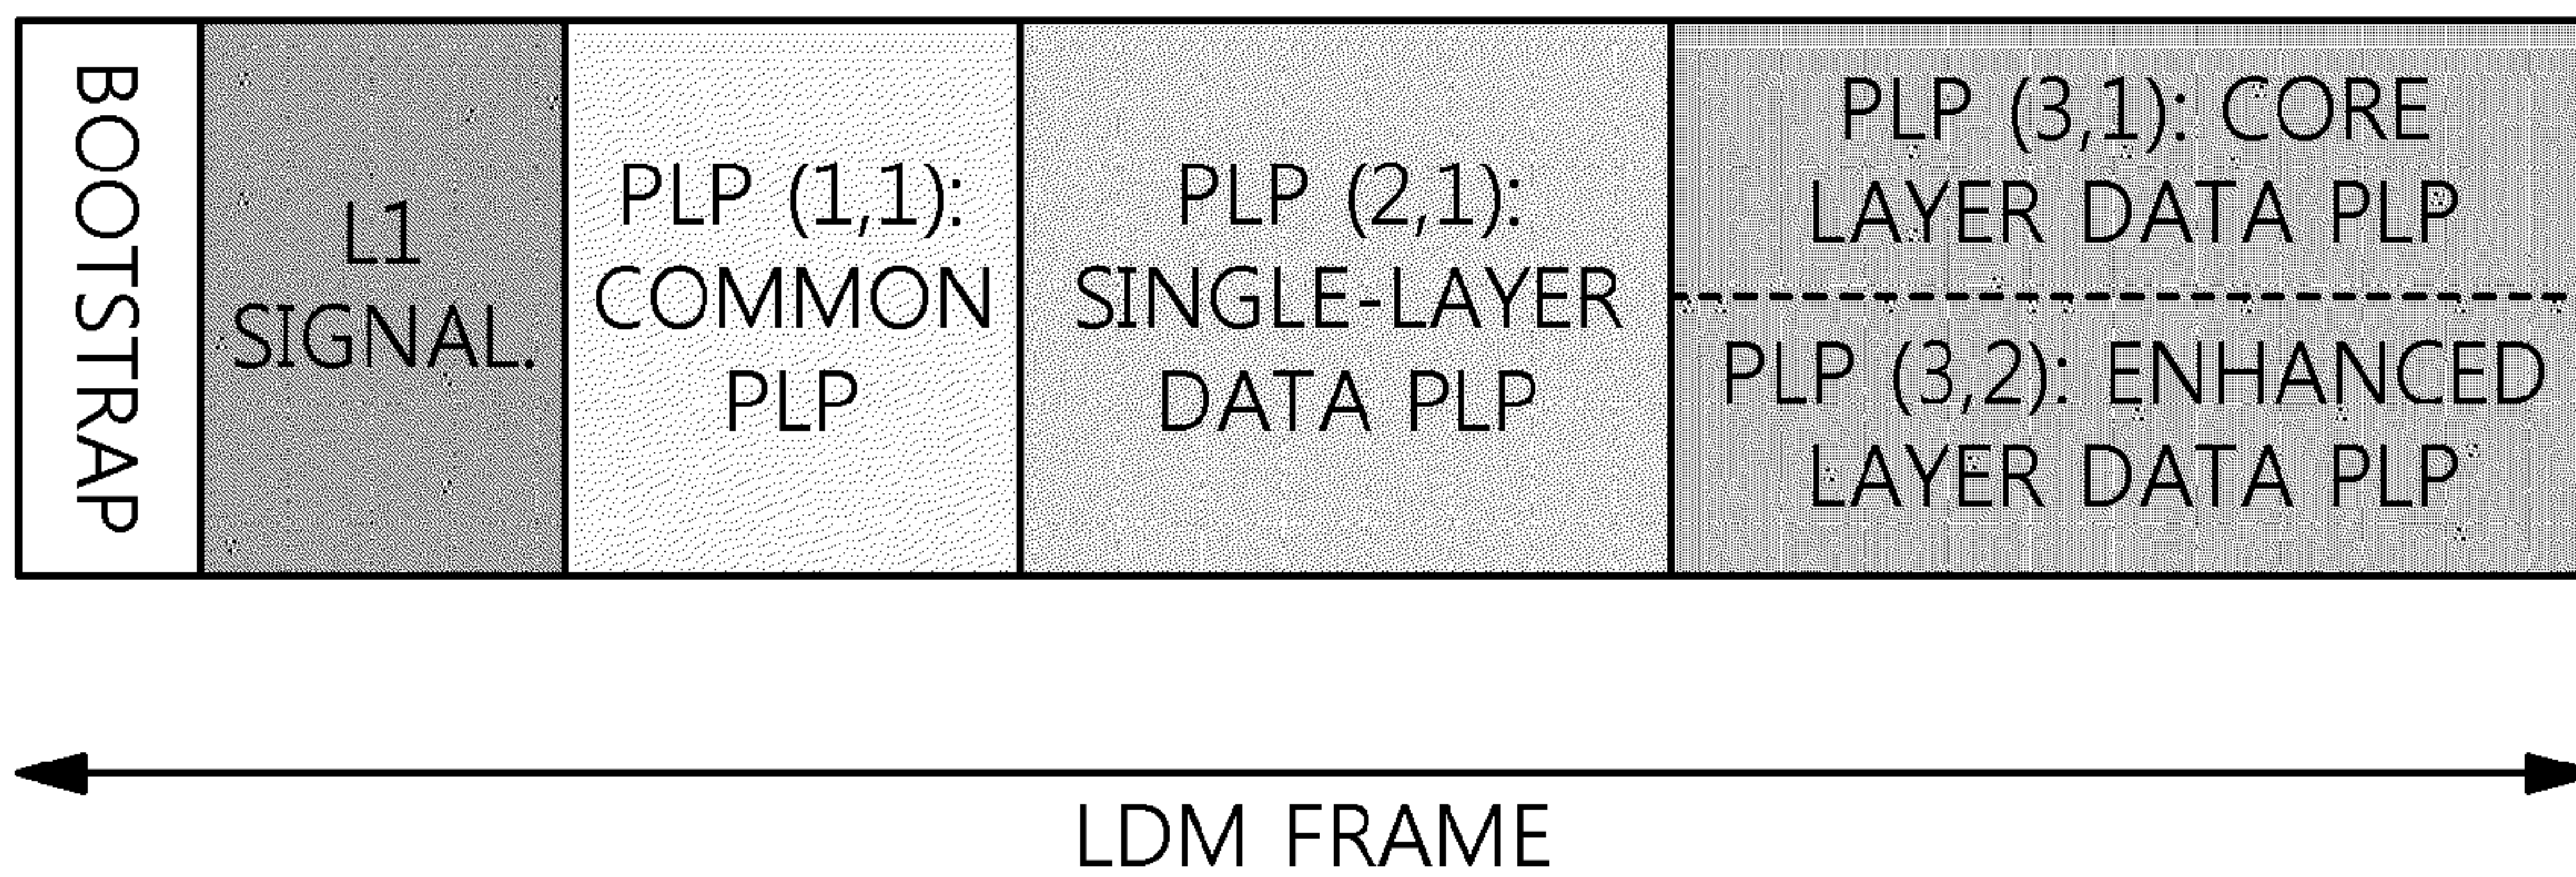 BOOTSTRAP
L1
SIGNAL.
PLP (1,1):
COMMON
PLP
PLP (2,1):
SINGLE-LAYER
DATA PLP
PLP (3,1): CORE
LAYER DATA PLP
PLP (3,2): ENHANCED
LAYER DATA PLP
LDM FRAME